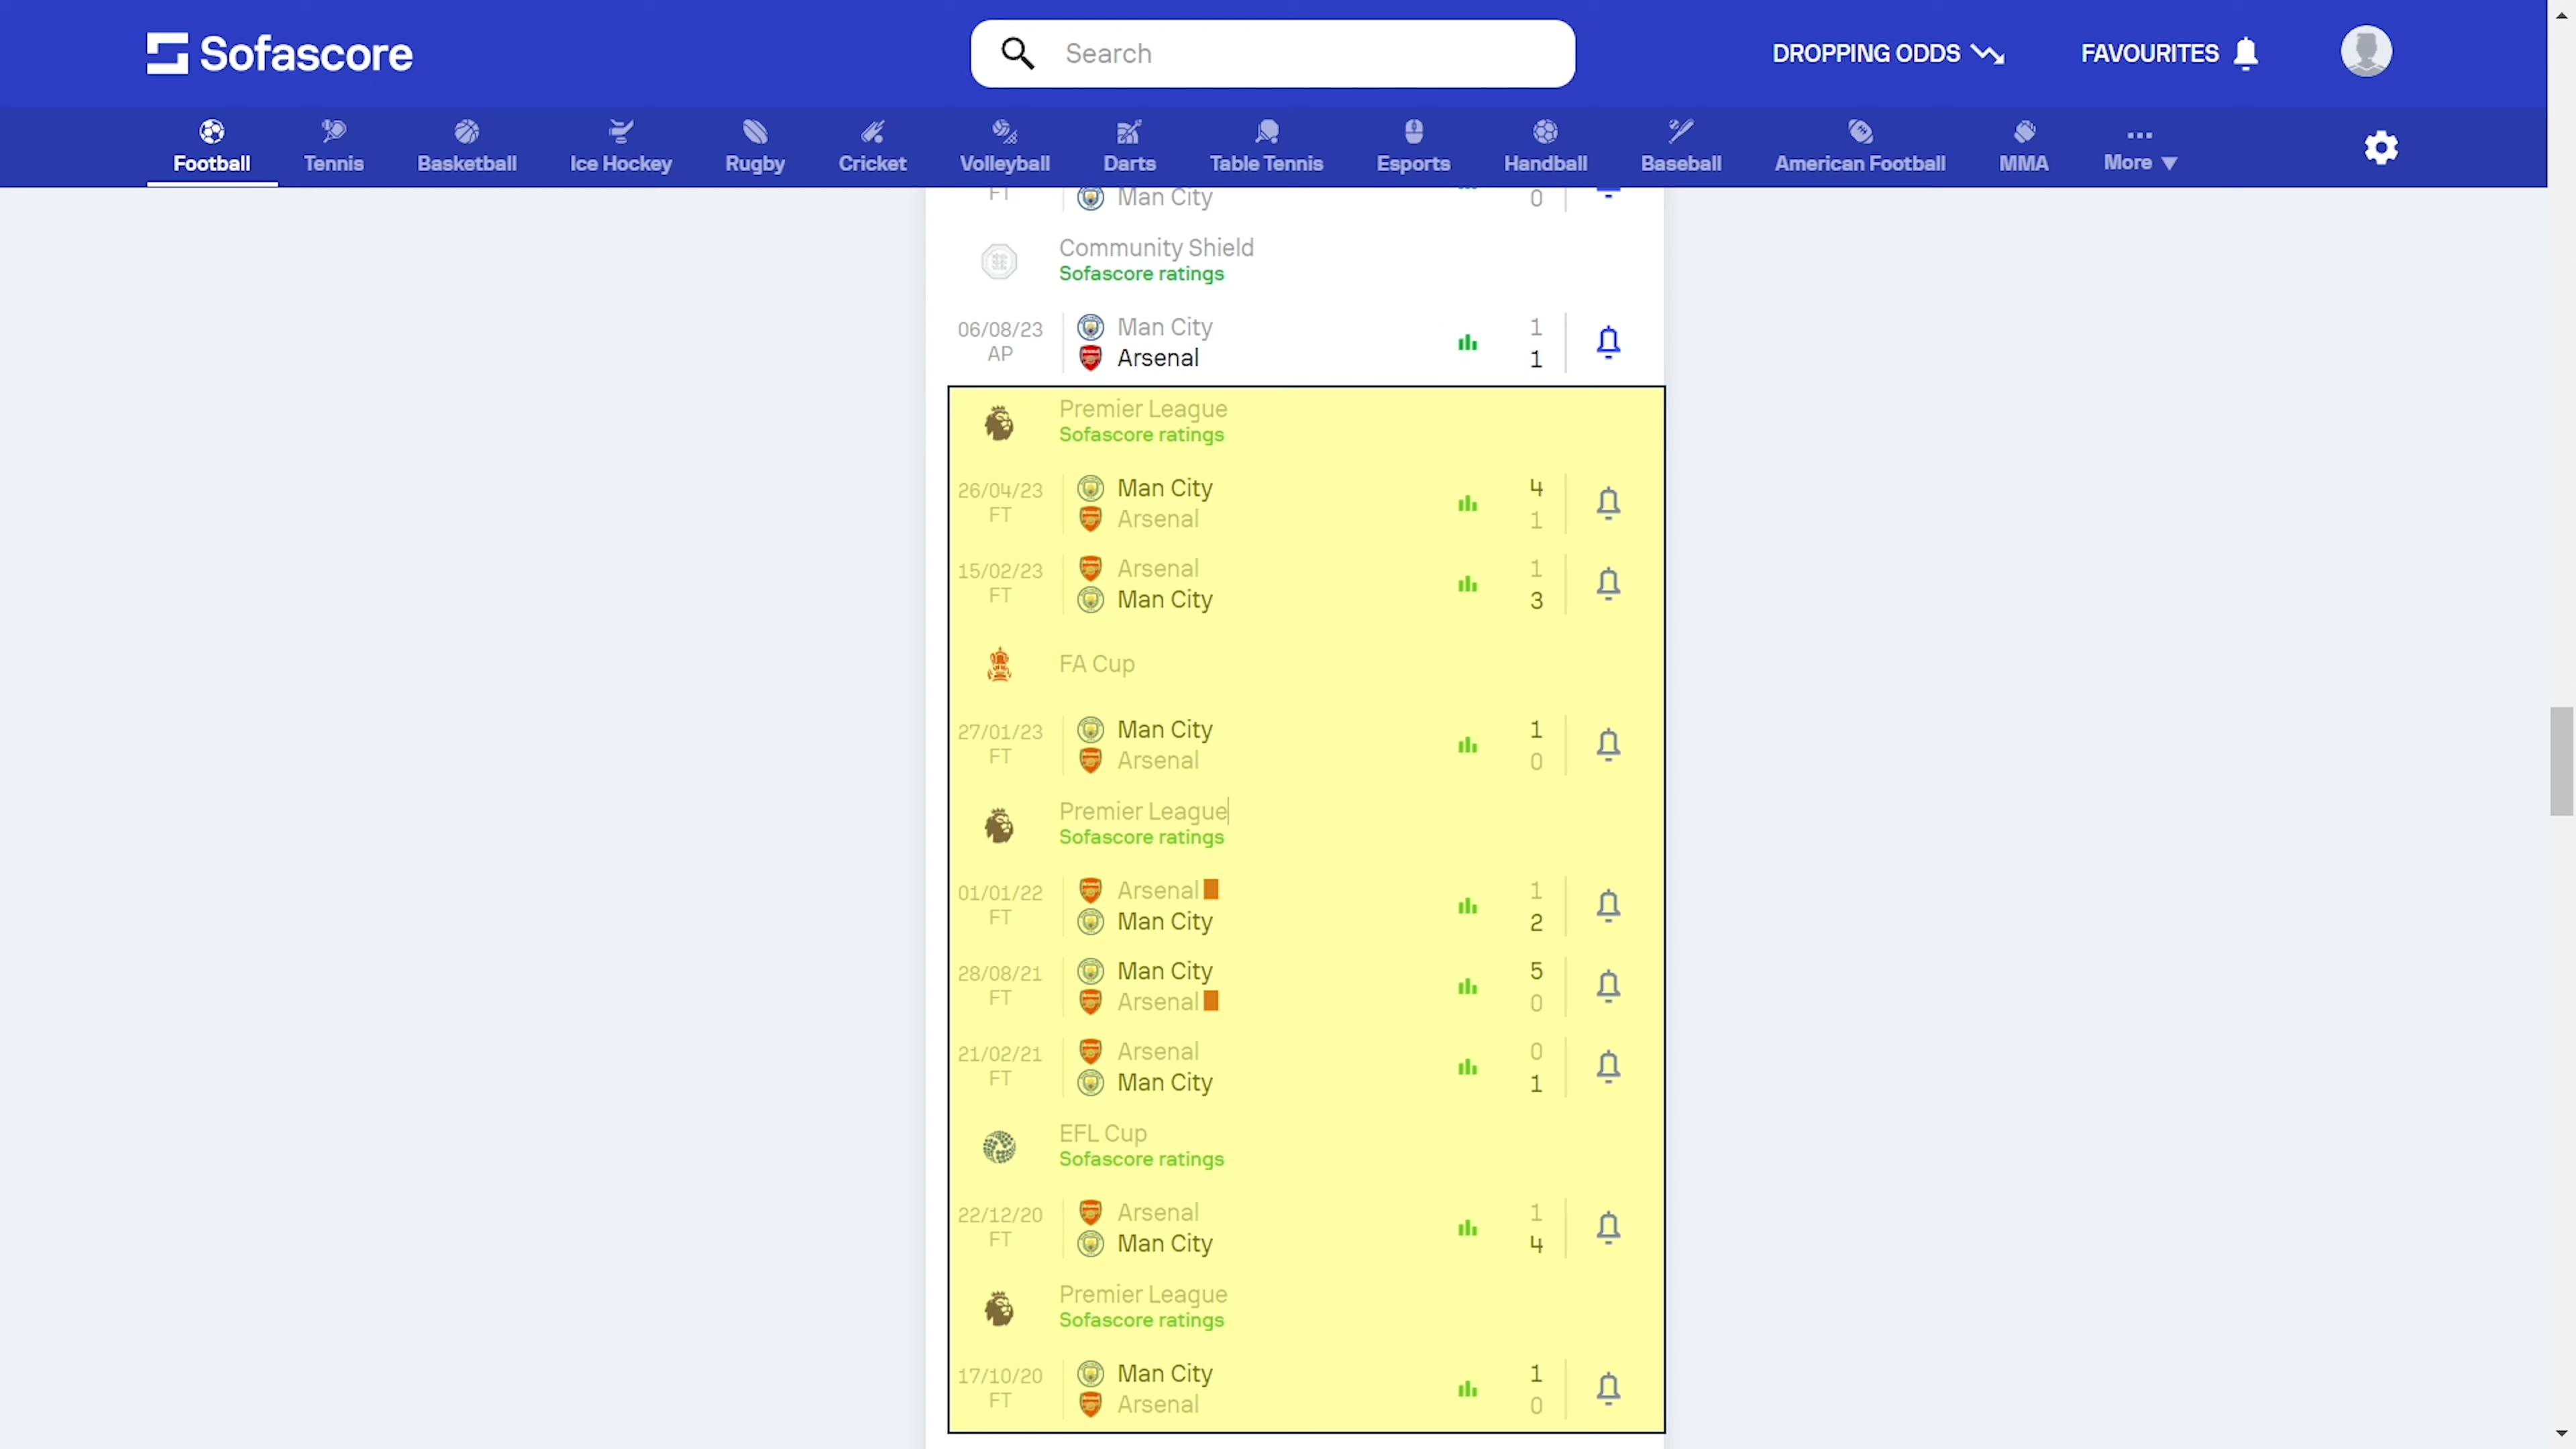 Sofascore
Search
DROPPING ODDS
FAVOURITES
Football
Tennis
Basketball
Ice Hockey
Rugby
Cricket
Volleyball
Darts
Table Tennis
Esports
Handball
Baseball
American Football
MMA
More
FT
Man City
0
Community Shield
Sofascore ratings
06/08/23
AP
Man City
1
Arsenal
1
Premier League
Sofascore ratings
26/04/23
FT
Man City
4
Arsenal
1
15/02/23
FT
Arsenal
1
Man City
3
FA Cup
27/01/23
FT
Man City
1
Arsenal
0
Premier League
Sofascore ratings
01/01/22
FT
Arsenal
1
Man City
2
28/08/21
FT
Man City
5
Arsenal
0
21/02/21
FT
Arsenal
0
Man City
1
EFL Cup
Sofascore ratings
22/12/20
FT
Arsenal
1
Man City
4
Premier League
Sofascore ratings
17/10/20
FT
Man City
1
Arsenal
0